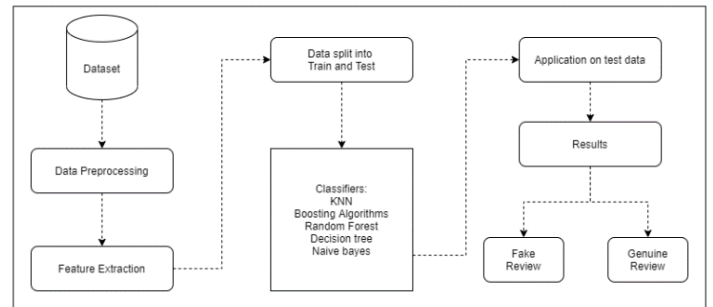 Dataset
Data Preprocessing
Feature Extraction
Data split into
Train and Test
Classifiers:
KNN
Boosting Algorithms
Random Forest
Decision tree
Naive bayes
Application on test data
Results
Fake
Review
Genuine
Review